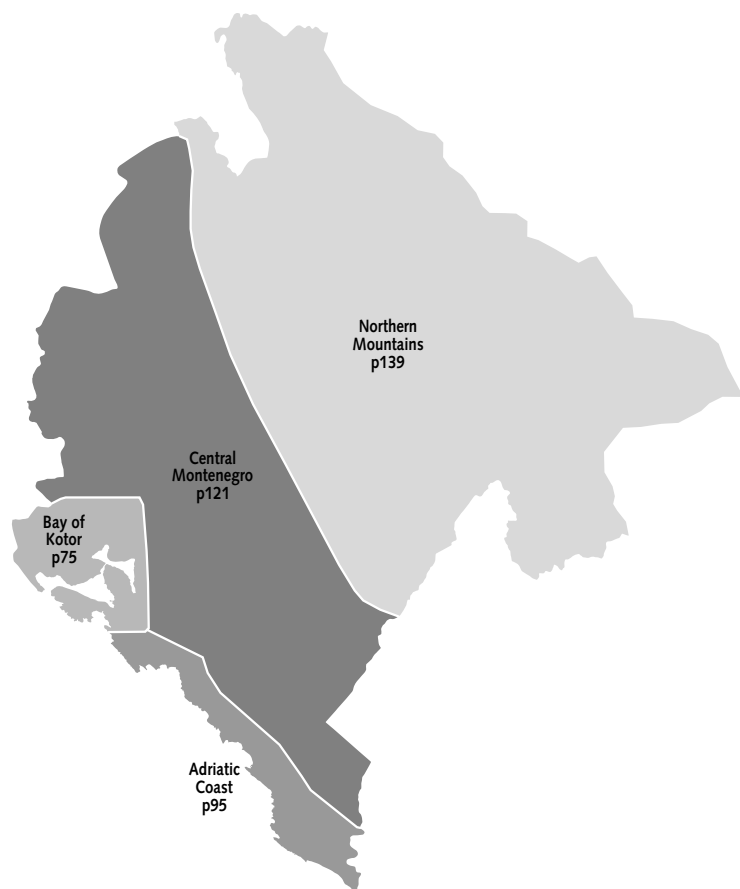 Northern
Mountains
p139
Central
Montenegro
p121
Bay of
Kotor
p75
Adriatic
Coast
p95